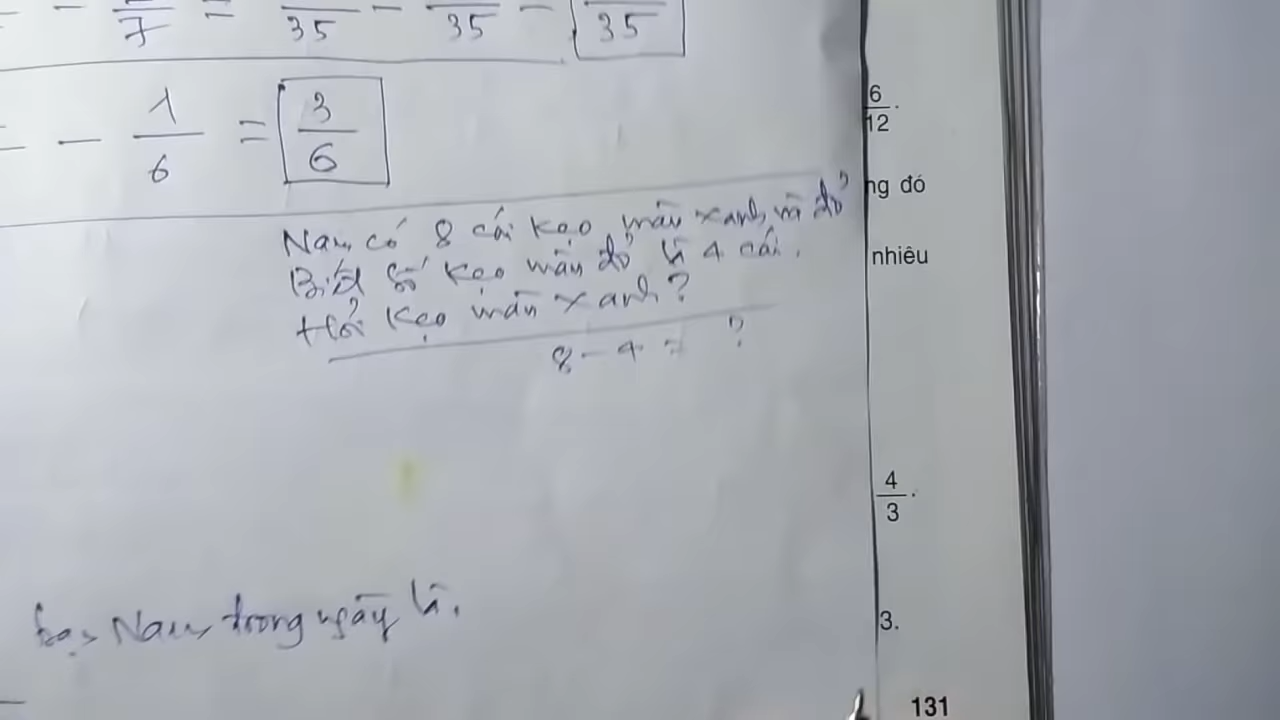 - /7 = /35 - /35 - /35
- 1/6 = 3/6
Nam có 8 cái kẹo màu xanh và đỏ
Biết số kẹo màu đỏ là 4 cái.
Hỏi kẹo màu xanh?
8 - 4 = ?
bạn Nam trong ngày là.
6/12.
ng đó
nhiêu
4/3.
3.
131